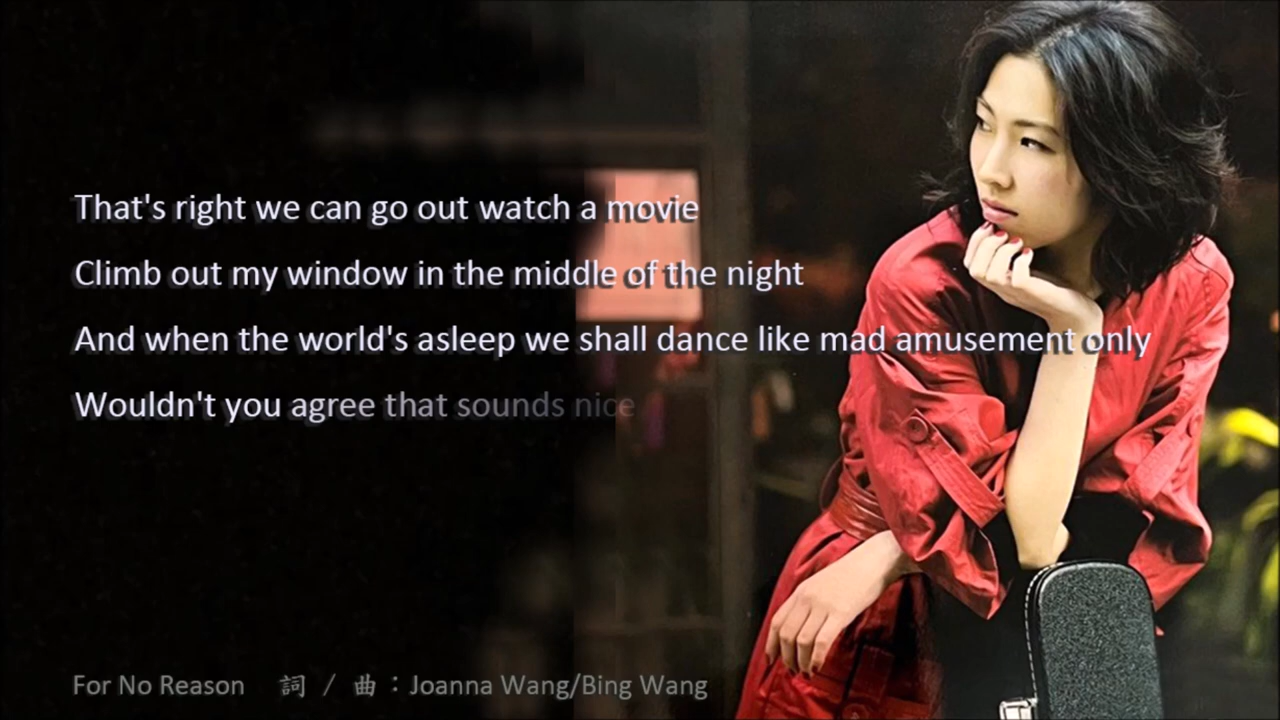 That's right we can go out watch a movie
Climb out my window in the middle of the night
And when the world's asleep we shall dance like mad amusement only
Wouldn't you agree that sounds nice
For No Reason 詞 / 曲：Joanna Wang/Bing Wang